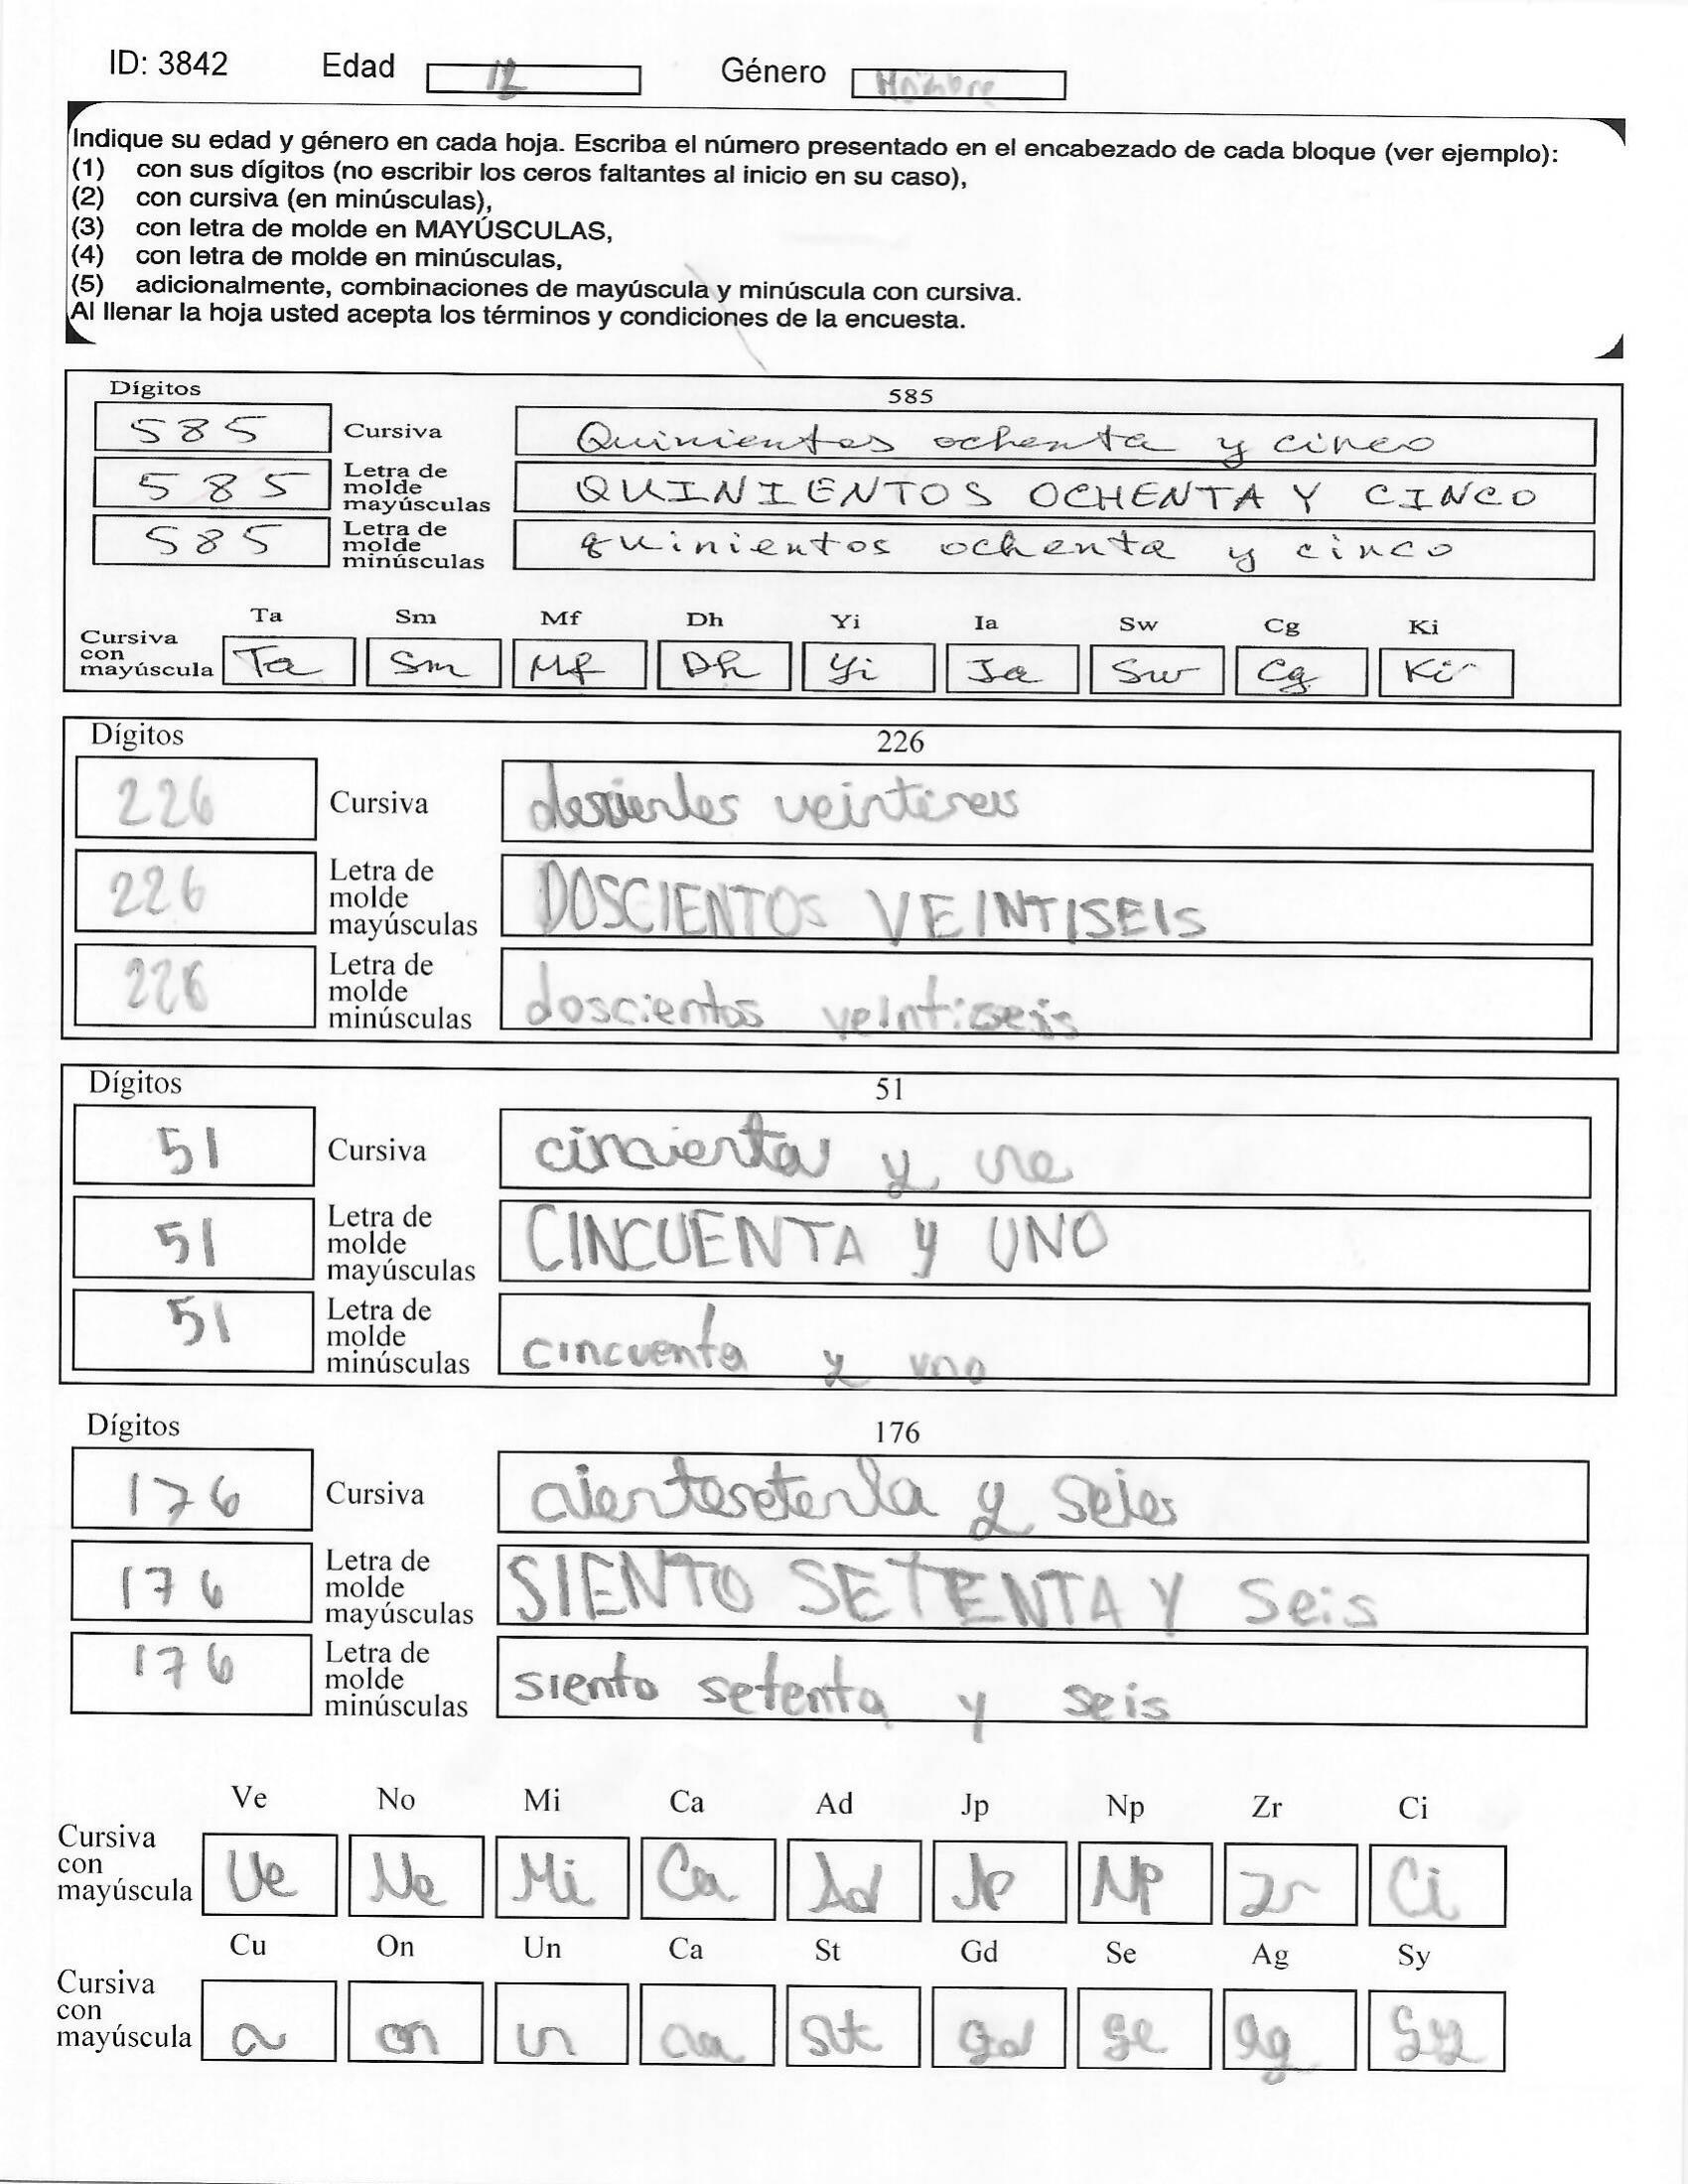 ID: 3842 Edad 12 Género Hombre
Indique su edad y género en cada hoja. Escriba el número presentado en el encabezado de cada bloque (ver ejemplo):
(1) con sus dígitos (no escribir los ceros faltantes al inicio en su caso),
(2) con cursiva (en minúsculas),
(3) con letra de molde en MAYÚSCULAS,
(4) con letra de molde en minúsculas,
(5) adicionalmente, combinaciones de mayúscula y minúscula con cursiva.
Al llenar la hoja usted acepta los términos y condiciones de la encuesta.
Dígitos 585
585 Cursiva Quinientos ochenta y cinco
585 Letra de molde mayúsculas QUINIENTOS OCHENTA Y CINCO
585 Letra de molde minúsculas quinientos ochenta y cinco
Ta Sm Mf Dh Yi Ia Sw Cg Ki
Cursiva con mayúscula Ta Sm Mf Dh Yi Ia Sw Cg Ki
Dígitos 226
226 Cursiva doscientos veintiseis
226 Letra de molde mayúsculas DOSCIENTOS VEINTISEIS
226 Letra de molde minúsculas doscientos veintiseis
Dígitos 51
51 Cursiva cincuenta y uno
51 Letra de molde mayúsculas CINCUENTA y UNO
51 Letra de molde minúsculas cincuenta y uno
Dígitos 176
176 Cursiva cientosetenta y seis
176 Letra de molde mayúsculas SIENTO SETENTA Y Seis
176 Letra de molde minúsculas siento setenta y seis
Ve No Mi Ca Ad Jp Np Zr Ci
Cursiva con mayúscula Ve No Mi Ca Ad Jp Np Zr Ci
Cu On Un Ca St Gd Se Ag Sy
Cursiva con mayúscula Cu On Un Ca St Gd Se Ag Sy